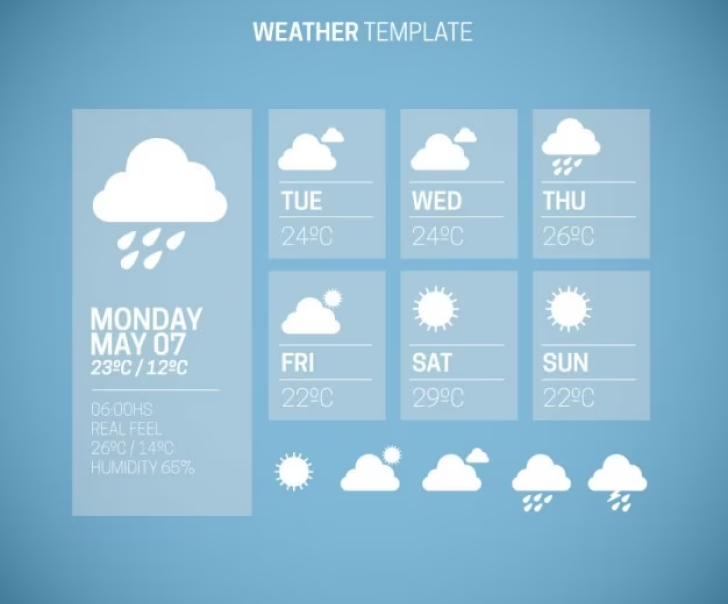 WEATHER TEMPLATE
MONDAY
MAY 07
23ºC / 12ºC
06:00HS
REAL FEEL
26ºC / 14ºC
HUMIDITY 65%
TUE
24ºC
WED
24ºC
THU
26ºC
FRI
22ºC
SAT
29ºC
SUN
22ºC